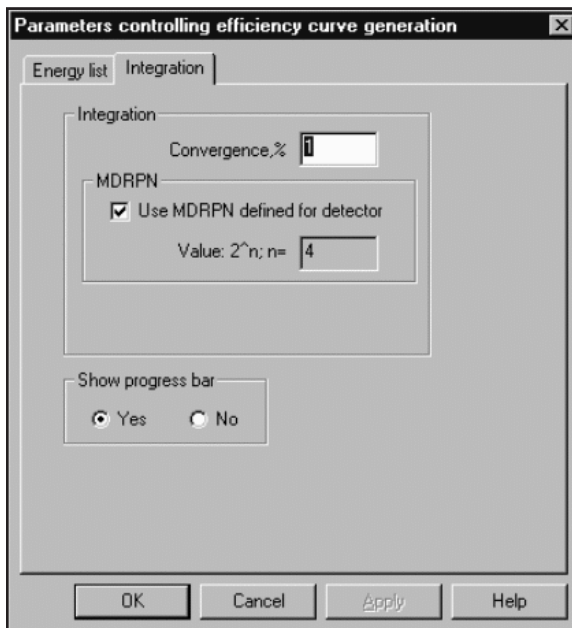 Parameters controlling efficiency curve generation
Energy list Integration
Integration
Convergence,% 1
MDRPN
Use MDRPN defined for detector
Value: 2^n; n= 4
Show progress bar
Yes No
OK Cancel Apply Help